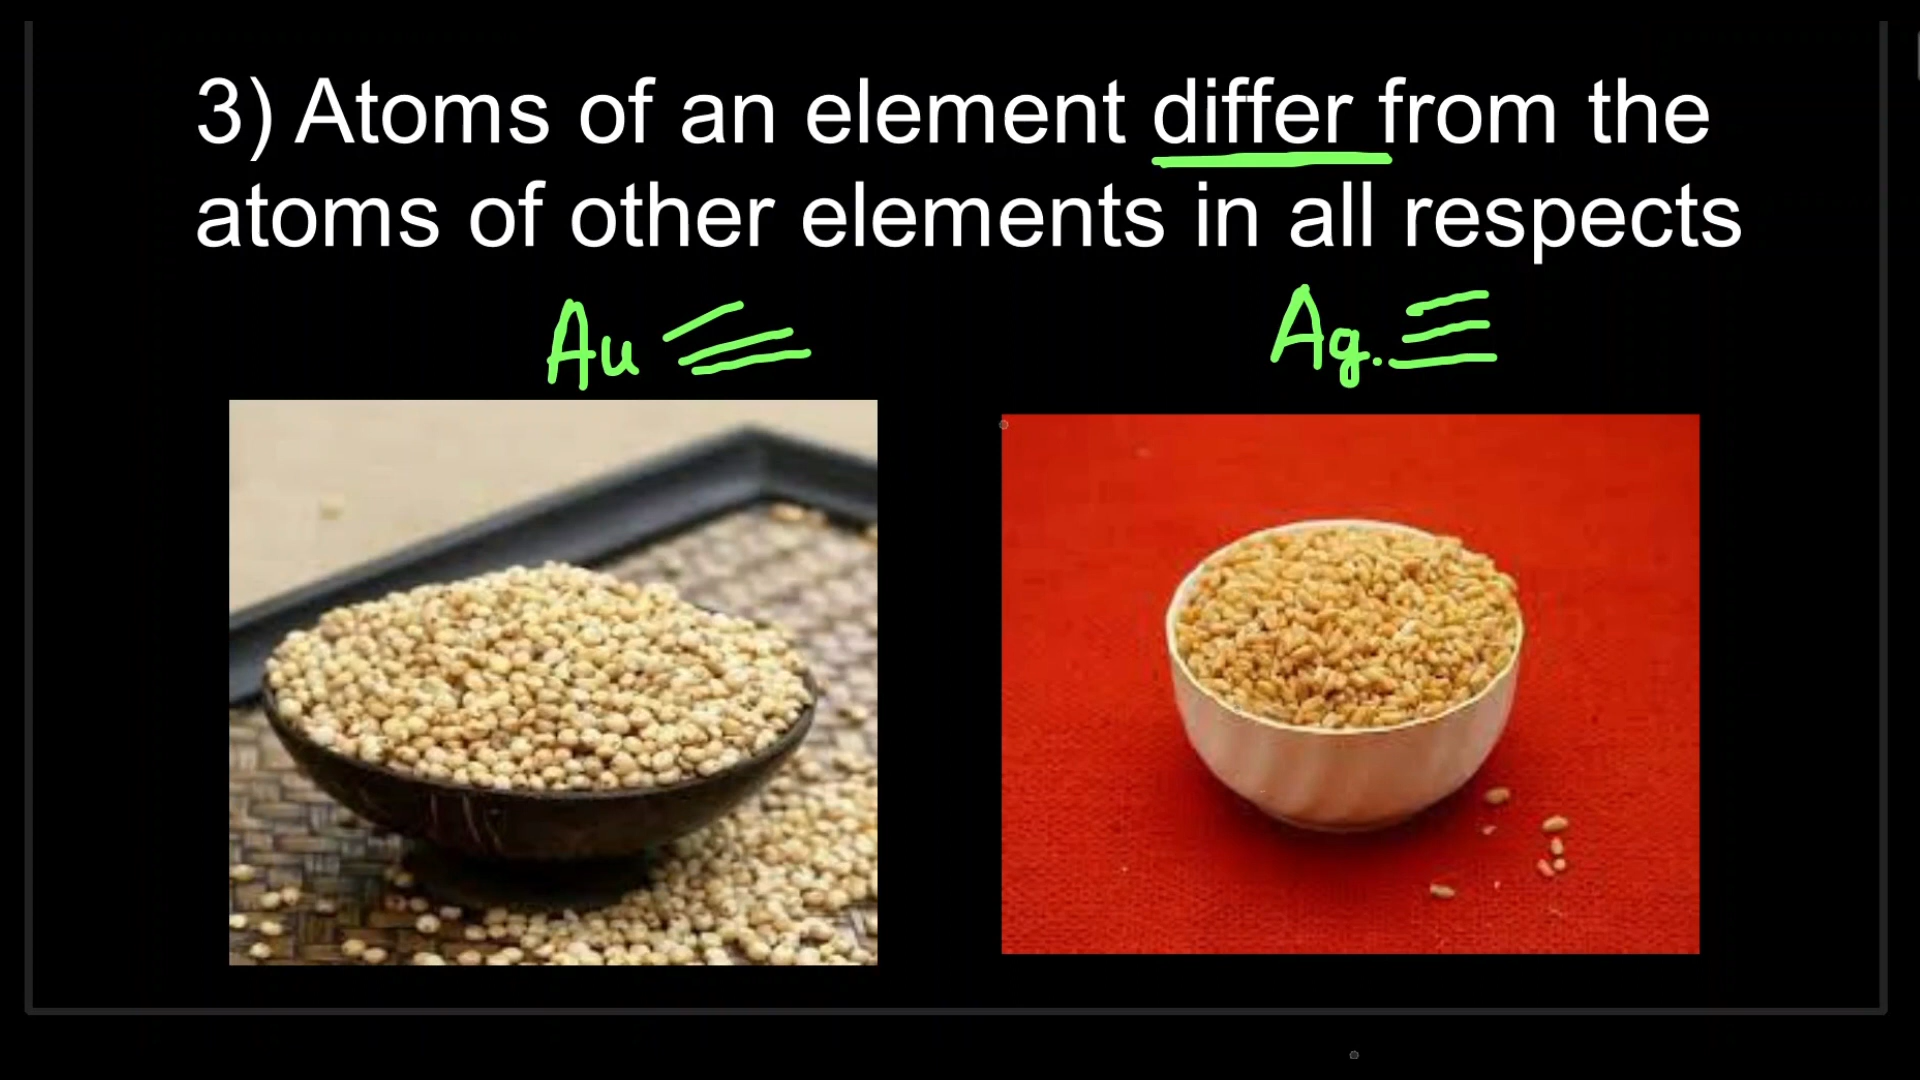 3) Atoms of an element differ from the
atoms of other elements in all respects
Au
Ag.